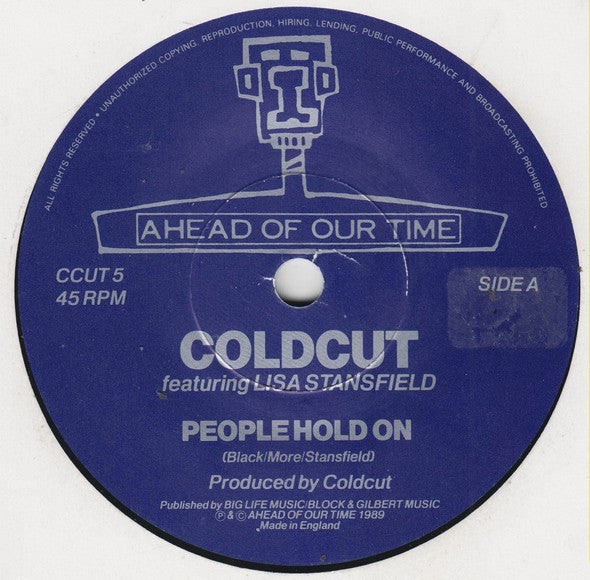 ALL RIGHTS RESERVED • UNAUTHORIZED COPYING, REPRODUCTION, HIRING, LENDING, PUBLIC PERFORMANCE AND BROADCASTING PROHIBITED
AHEAD OF OUR TIME
CCUT 5
45 RPM
SIDE A
COLDCUT
featuring LISA STANSFIELD
PEOPLE HOLD ON
(Black/More/Stansfield)
Produced by Coldcut
Published by BIG LIFE MUSIC/BLOCK & GILBERT MUSIC
Ⓟ & © AHEAD OF OUR TIME 1989
Made in England